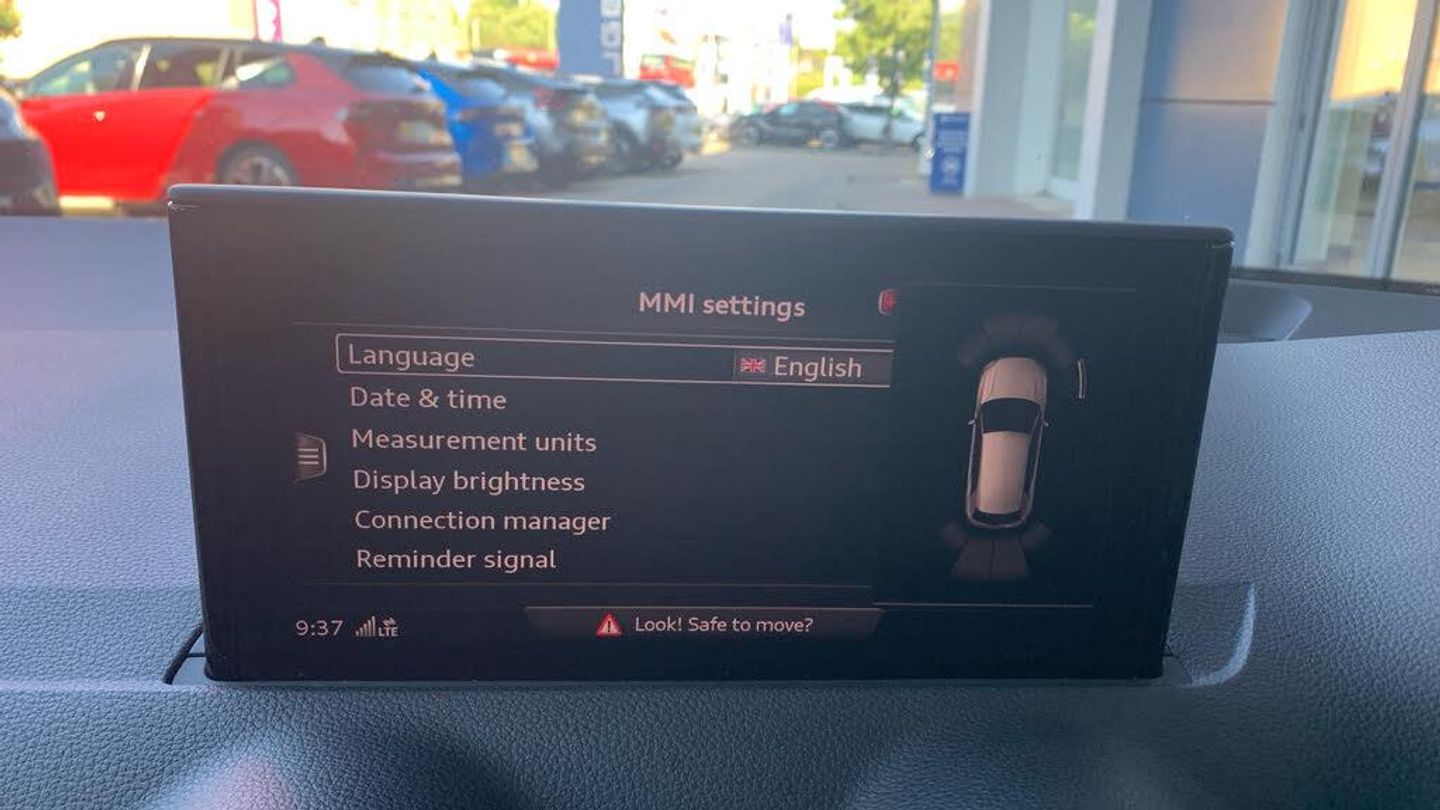 MMI settings
Language English
Date & time
Measurement units
Display brightness
Connection manager
Reminder signal
9:37 LTE
Look! Safe to move?